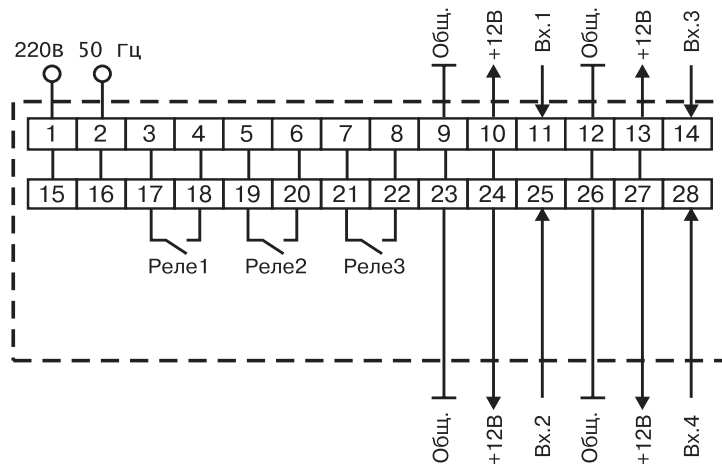 220В 50 Гц
Общ.
+12В
Вх.1
Общ.
+12В
Вх.3
1 2 3 4 5 6 7 8 9 10 11 12 13 14
15 16 17 18 19 20 21 22 23 24 25 26 27 28
Реле1 Реле2 Реле3
Общ.
+12В
Вх.2
Общ.
+12В
Вх.4